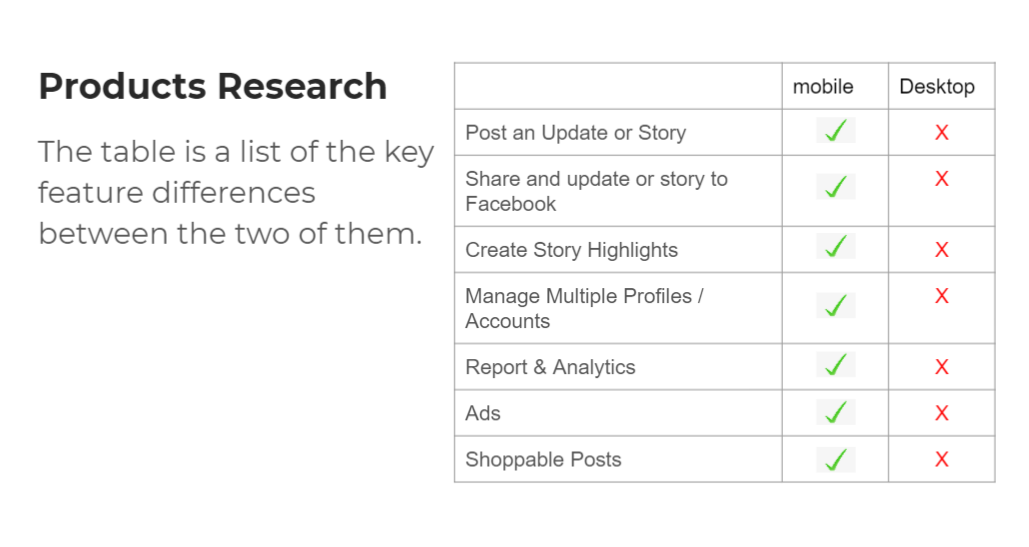 Products Research
The table is a list of the key
feature differences
between the two of them.
mobile Desktop
Post an Update or Story ✓ X
Share and update or story to
Facebook ✓ X
Create Story Highlights ✓ X
Manage Multiple Profiles /
Accounts ✓ X
Report & Analytics ✓ X
Ads ✓ X
Shoppable Posts ✓ X